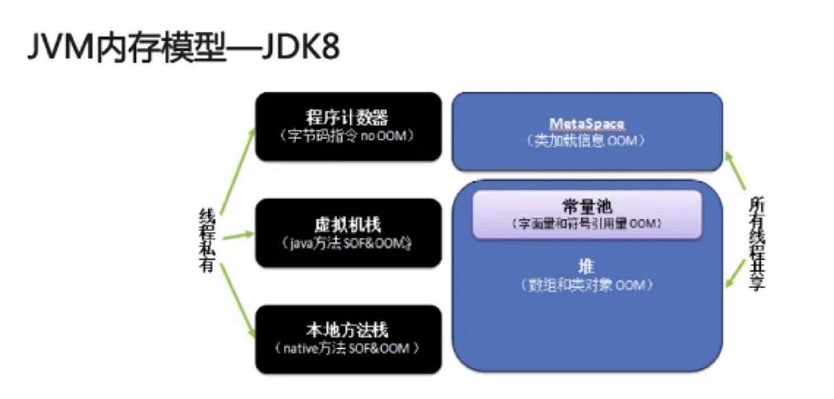 JVM内存模型—JDK8
程序计数器
（字节码指令 no OOM）
MetaSpace
（类加载信息 OOM）
线程私有
虚拟机栈
（java方法 SOF&OOM）
常量池
（字面量和符号引用量 OOM）
堆
（数组和类对象 OOM）
所有线程共享
本地方法栈
（native方法 SOF&OOM ）